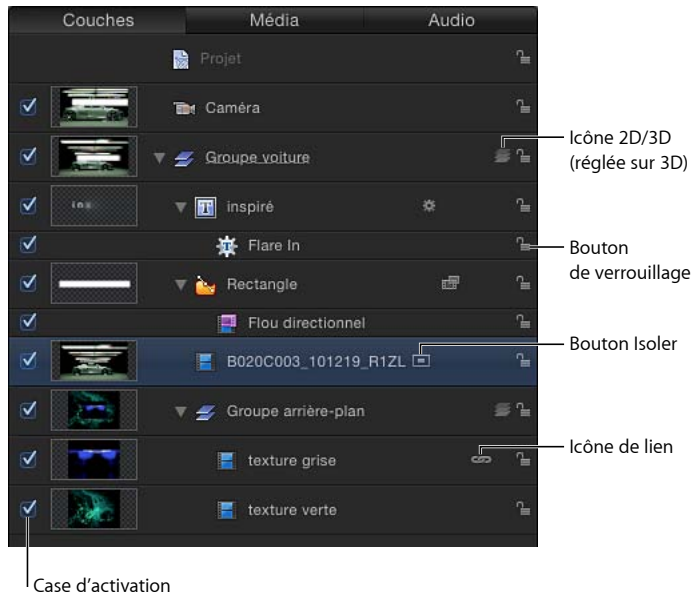 Couches Média Audio
Projet
Caméra
Icône 2D/3D
(réglée sur 3D)
Groupe voiture
inspiré
Flare In
Bouton
de verrouillage
Rectangle
Flou directionnel
Bouton Isoler
B020C003_101219_R1ZL
Groupe arrière-plan
Icône de lien
texture grise
texture verte
Case d’activation